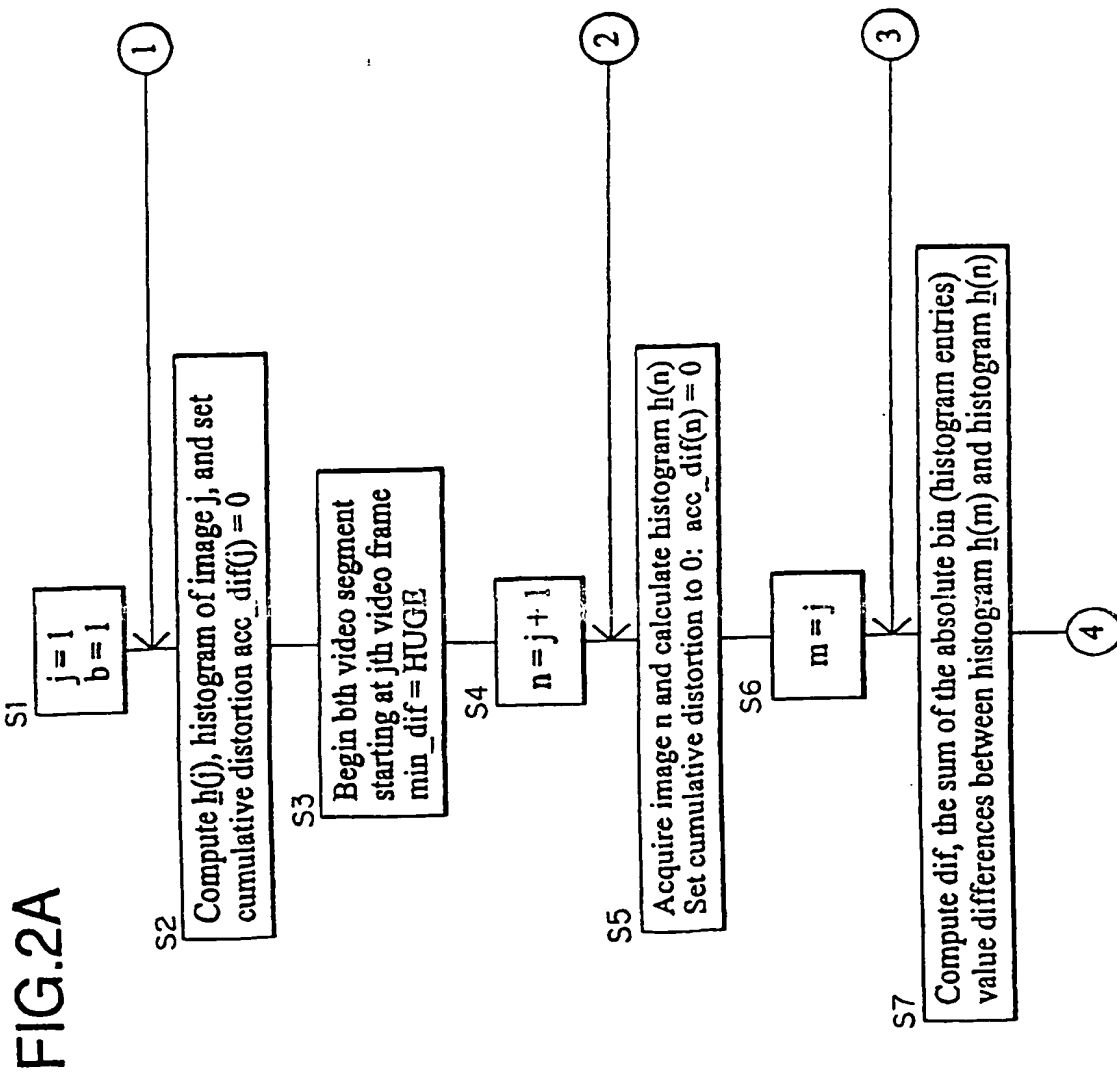 FIG.2A
S1
j = 1
b = 1
1
S2
Compute h(j), histogram of image j, and set
cumulative distortion acc_dif(j) = 0
S3
Begin bth video segment
starting at jth video frame
min_dif = HUGE
S4
n = j + 1
2
S5
Acquire image n and calculate histogram h(n)
Set cumulative distortion to 0: acc_dif(n) = 0
S6
m = j
3
S7
Compute dif, the sum of the absolute bin (histogram entries)
value differences between histogram h(m) and histogram h(n)
4